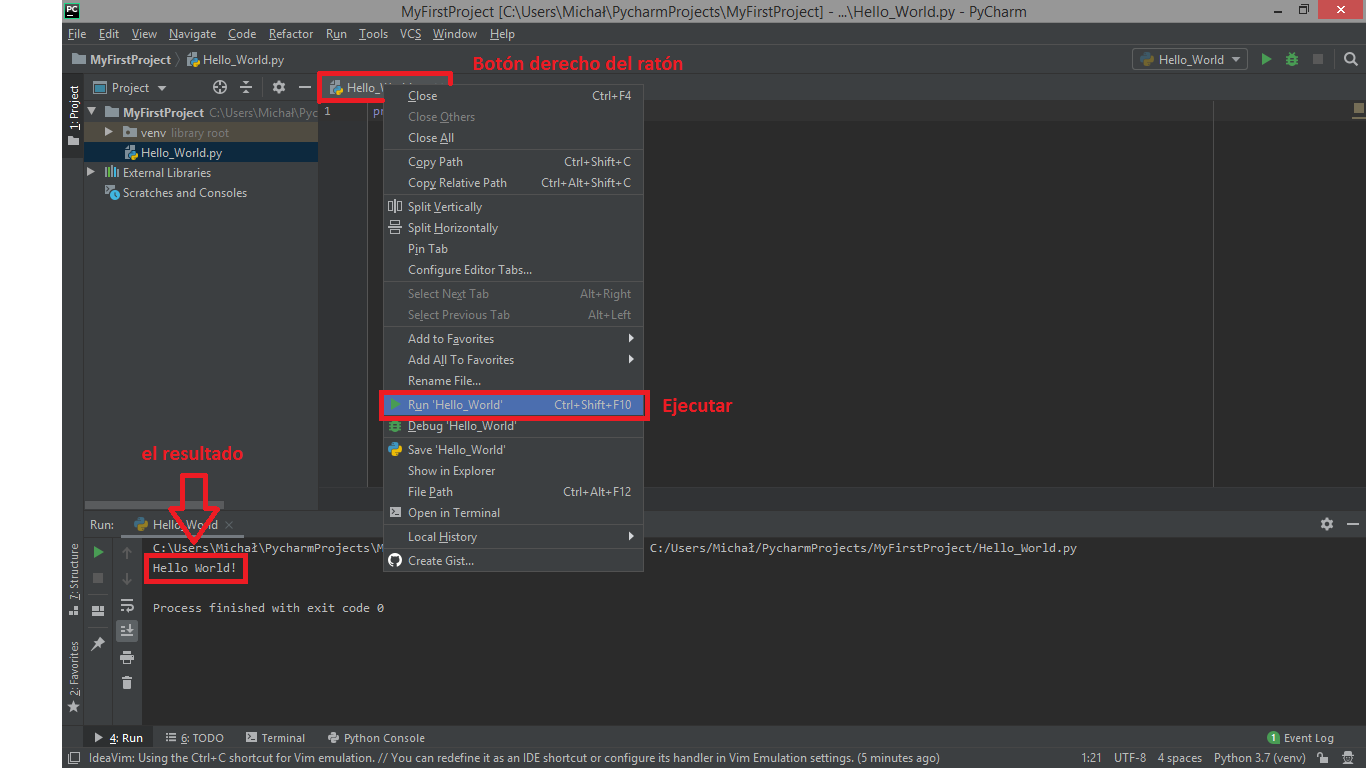 PC
MyFirstProject [C:\Users\Michał\PycharmProjects\MyFirstProject] - ...\Hello_World.py - PyCharm
File Edit View Navigate Code Refactor Run Tools VCS Window Help
MyFirstProject Hello_World.py
Hello_World
Botón derecho del ratón
1: Project
Project
Hello_
MyFirstProject C:\Users\Michał\Pyc
venv library root
Hello_World.py
External Libraries
Scratches and Consoles
1
Close Ctrl+F4
Close Others
Close All
Copy Path Ctrl+Shift+C
Copy Relative Path Ctrl+Alt+Shift+C
Split Vertically
Split Horizontally
Pin Tab
Configure Editor Tabs...
Select Next Tab Alt+Right
Select Previous Tab Alt+Left
Add to Favorites
Add All To Favorites
Rename File...
Run 'Hello_World' Ctrl+Shift+F10
Ejecutar
Debug 'Hello_World'
Save 'Hello_World'
Show in Explorer
File Path Ctrl+Alt+F12
Open in Terminal
Local History
Create Gist...
el resultado
Run: Hello_World
C:\Users\Michał\PycharmProjects\M C:/Users/Michał/PycharmProjects/MyFirstProject/Hello_World.py
Hello World!
Process finished with exit code 0
7: Structure
2: Favorites
4: Run 6: TODO Terminal Python Console 1 Event Log
IdeaVim: Using the Ctrl+C shortcut for Vim emulation. // You can redefine it as an IDE shortcut or configure its handler in Vim Emulation settings. (5 minutes ago) 1:21 UTF-8 4 spaces Python 3.7 (venv)